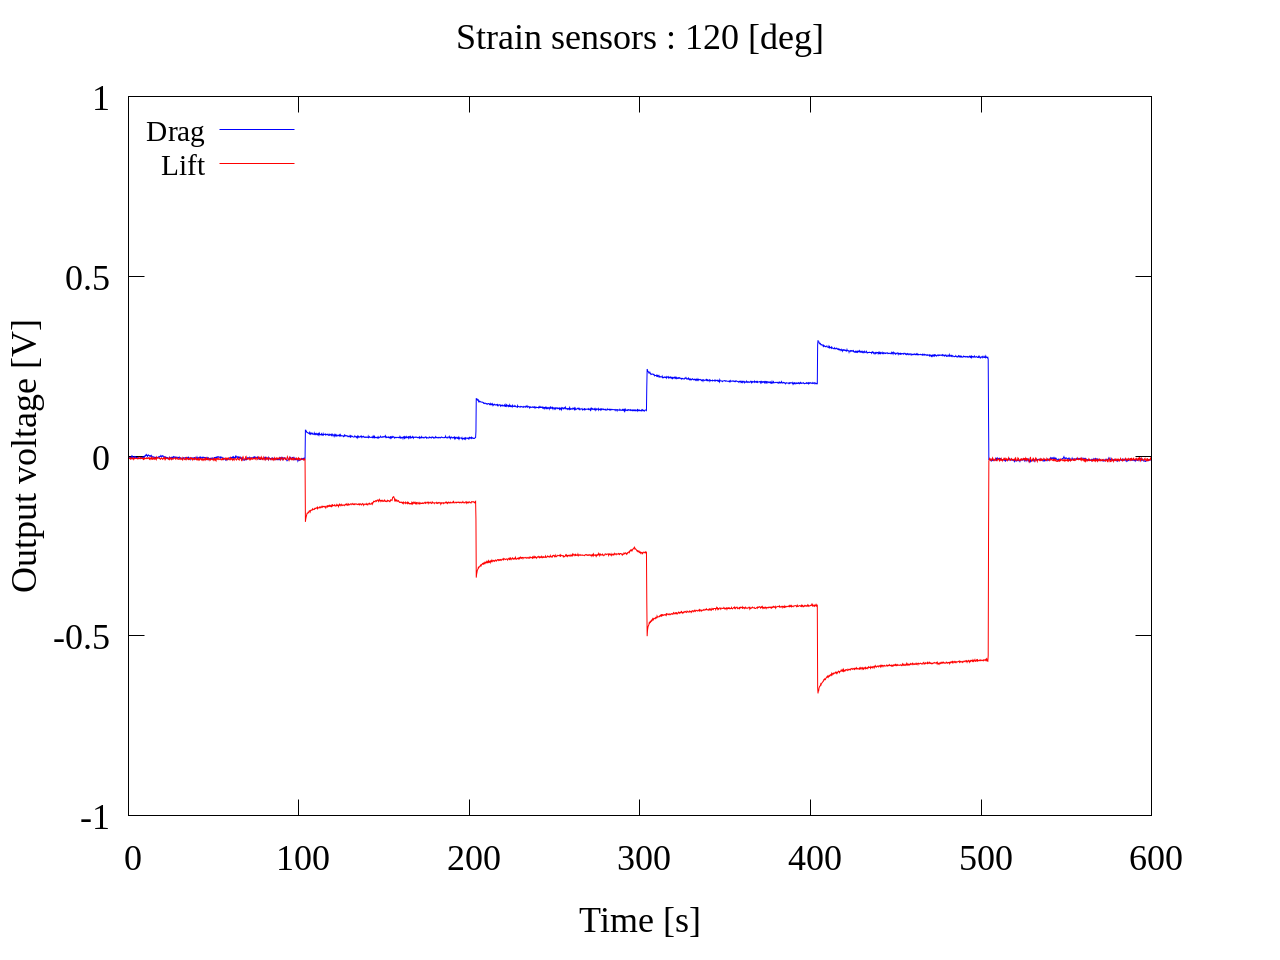 Strain sensors : 120 [deg]
1
Drag
Lift
0.5
0
-0.5
-1
Output voltage [V]
0 100 200 300 400 500 600
Time [s]